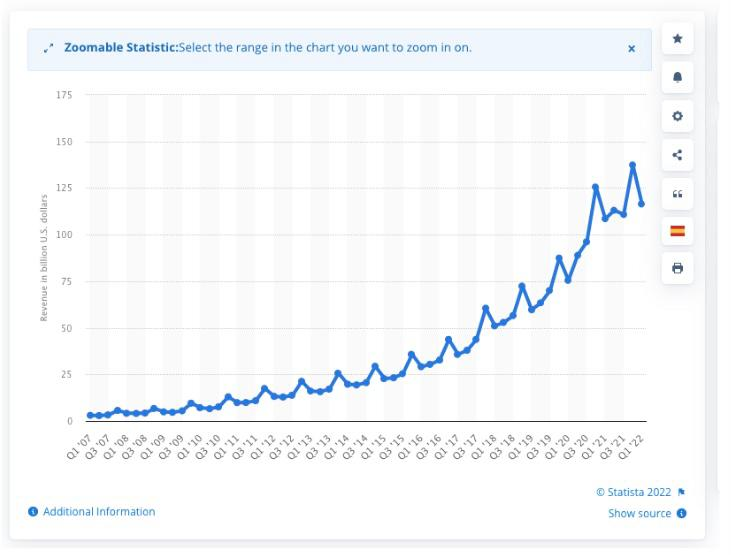 Zoomable Statistic:Select the range in the chart you want to zoom in on. ×
175
150
125
100
75
50
25
0
Revenue in billion U.S. dollars
Q1 '07
Q3 '07
Q1 '08
Q3 '08
Q1 '09
Q3 '09
Q1 '10
Q3 '10
Q1 '11
Q3 '11
Q1 '12
Q3 '12
Q1 '13
Q3 '13
Q1 '14
Q3 '14
Q1 '15
Q3 '15
Q1 '16
Q3 '16
Q1 '17
Q3 '17
Q1 '18
Q3 '18
Q1 '19
Q3 '19
Q1 '20
Q3 '20
Q1 '21
Q3 '21
Q1 '22
© Statista 2022
Additional Information
Show source